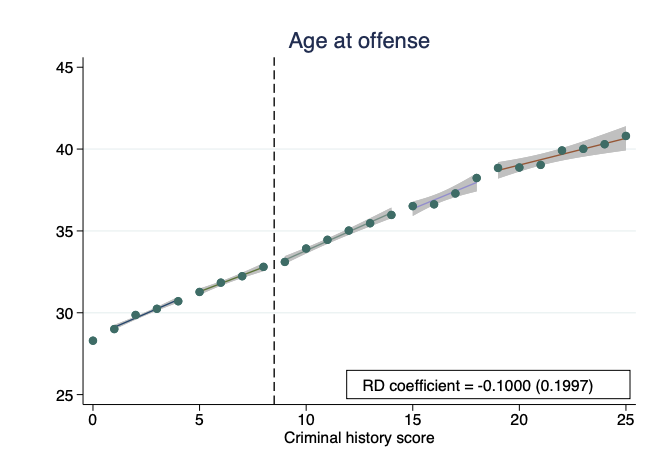 Age at offense
45
40
35
30
25
RD coefficient = -0.1000 (0.1997)
0 5 10 15 20 25
Criminal history score